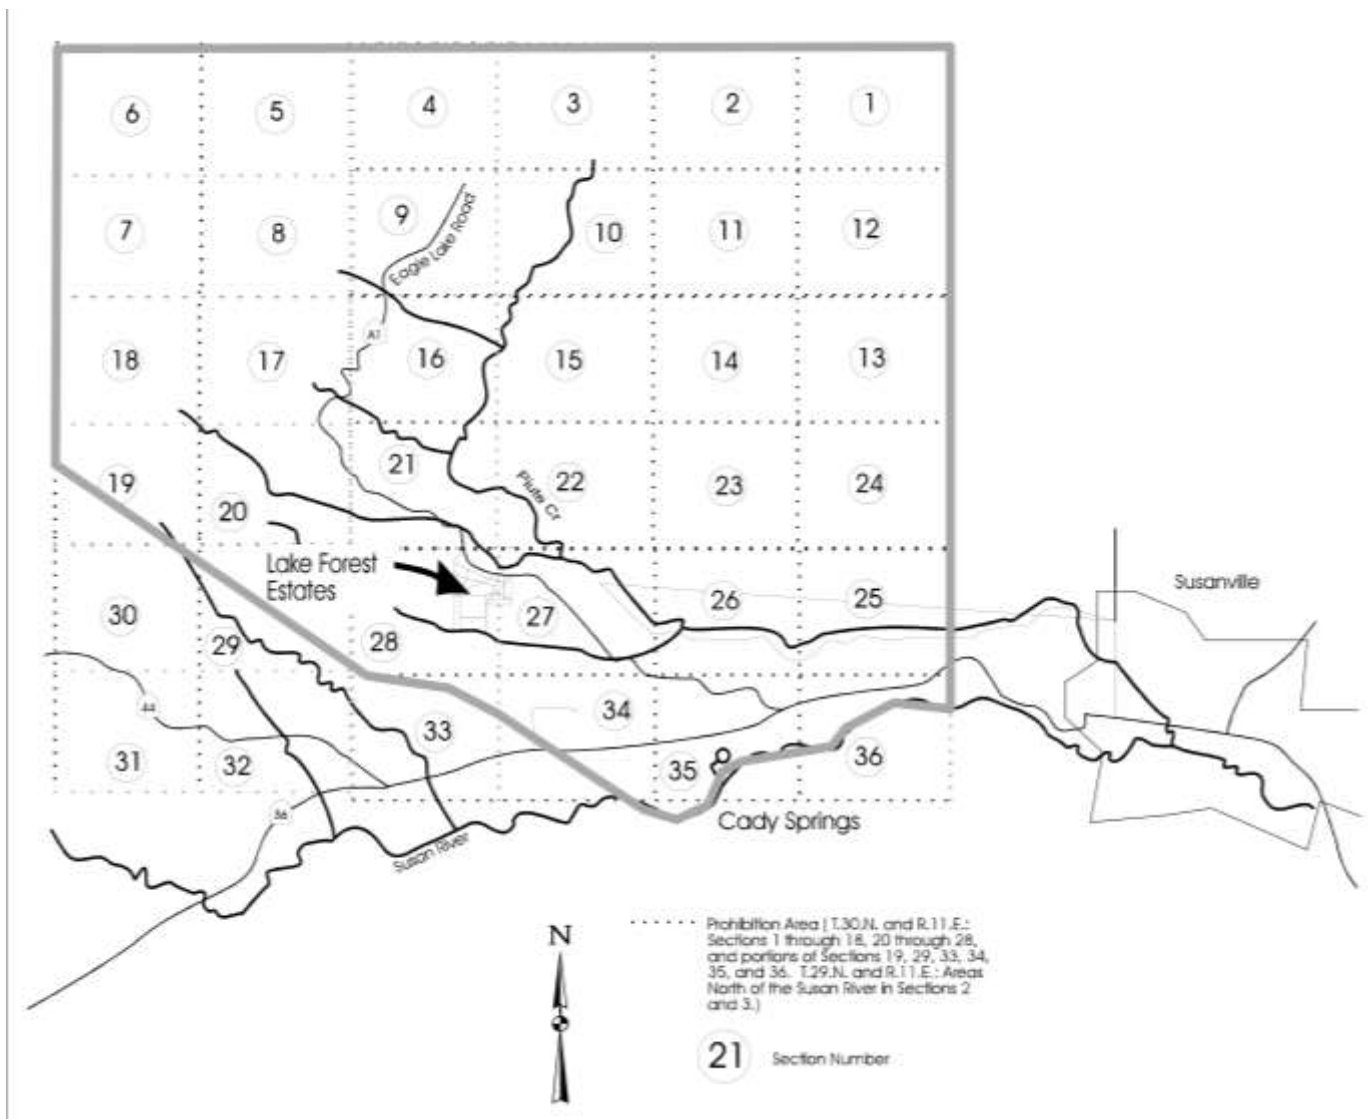 6
5
4
3
2
1
7
8
9
10
11
12
Eagle Lake Road
A1
18
17
16
15
14
13
19
20
21
Piute Cr
22
23
24
Lake Forest
Estates
Susanville
30
29
28
27
26
25
44
31
32
33
34
35
36
36
Cady Springs
Susan River
N
Prohibition Area (T.30.N. and R.11.E.:
Sections 1 through 18, 20 through 28,
and portions of Sections 19, 29, 33, 34,
35, and 36. T.29.N. and R.11.E.: Areas
North of the Susan River in Sections 2
and 3.)
21 Section Number